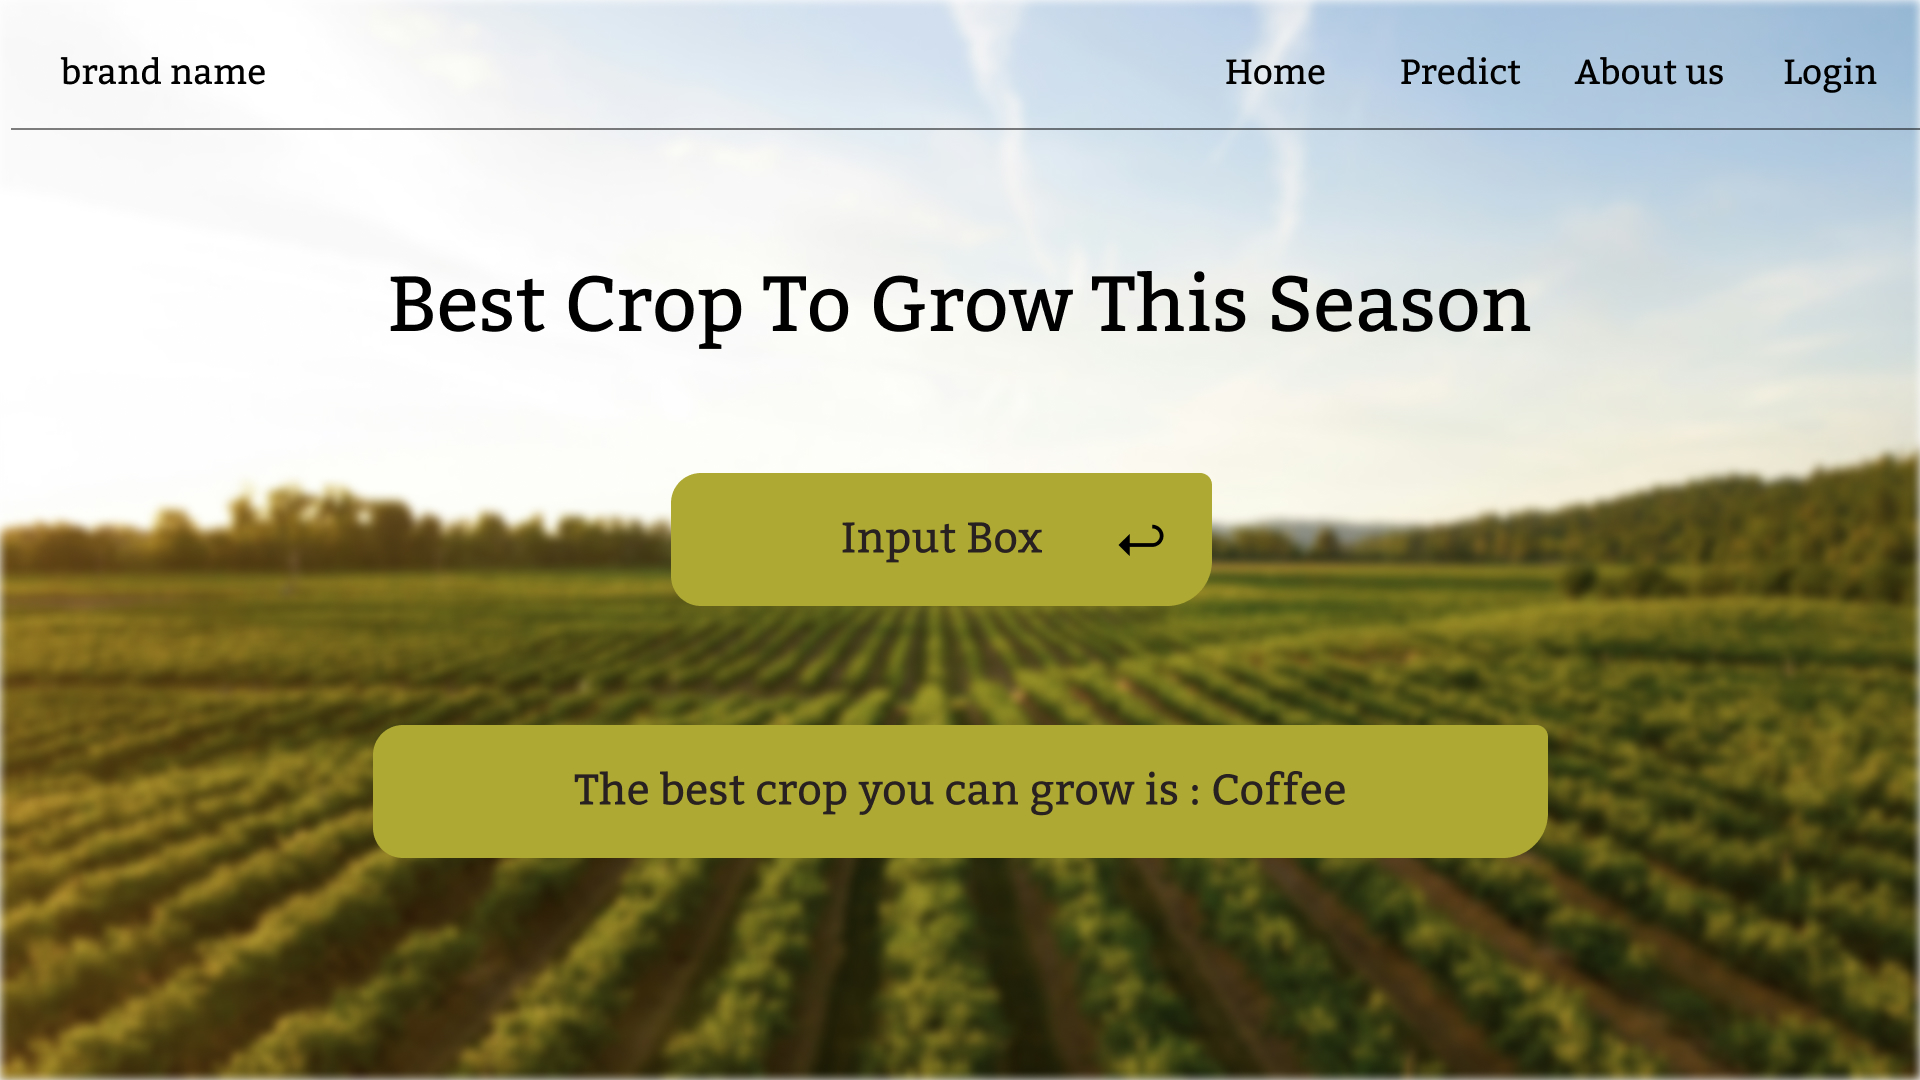 brand name
Home Predict About us Login
Best Crop To Grow This Season
Input Box
The best crop you can grow is : Coffee